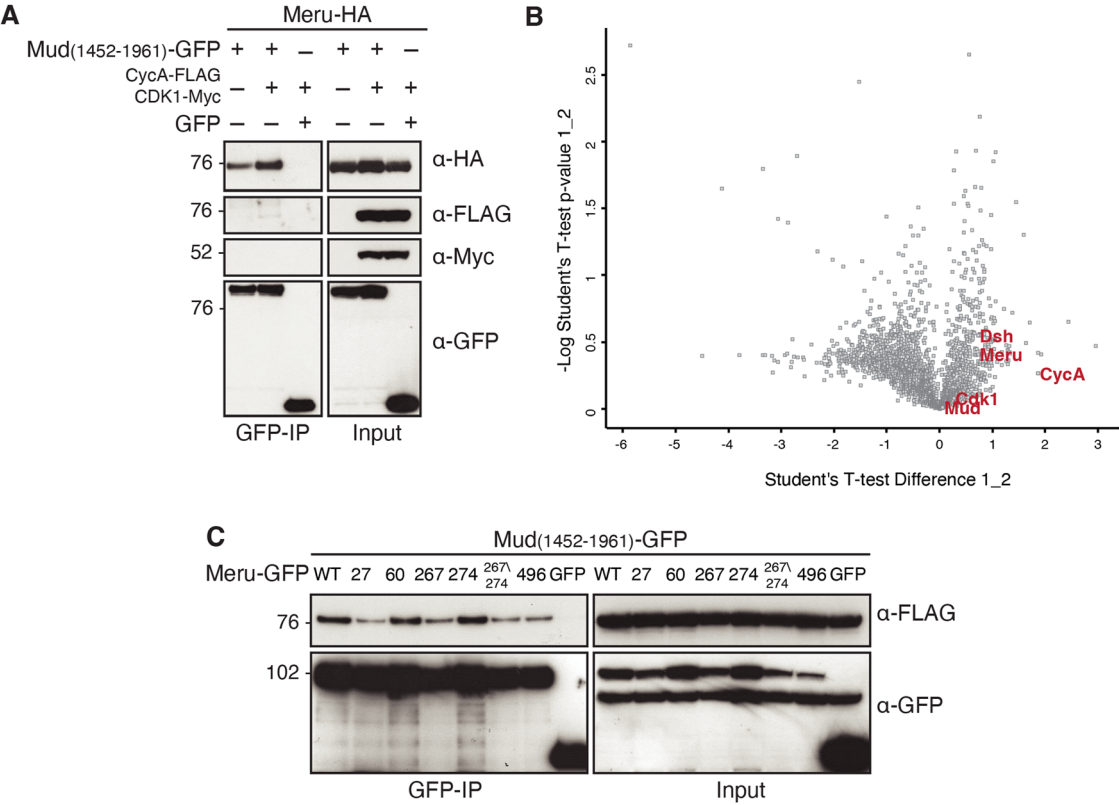 A
Meru-HA
Mud(1452-1961)-GFP + + – + + –
CycA-FLAG
CDK1-Myc – + + – + +
GFP – – + – – +
76 α-HA
76 α-FLAG
52 α-Myc
76 α-GFP
GFP-IP Input
B
-Log Student's T-test p-value 1_2
2.5
2
1.5
1
0.5
0
Dsh
Meru
CycA
Cdk1
Mud
-6 -5 -4 -3 -2 -1 0 1 2 3
Student's T-test Difference 1_2
C
Mud(1452-1961)-GFP
Meru-GFP WT 27 60 267 274 267\274 496 GFP WT 27 60 267 274 267\274 496 GFP
76 α-FLAG
102 α-GFP
GFP-IP Input